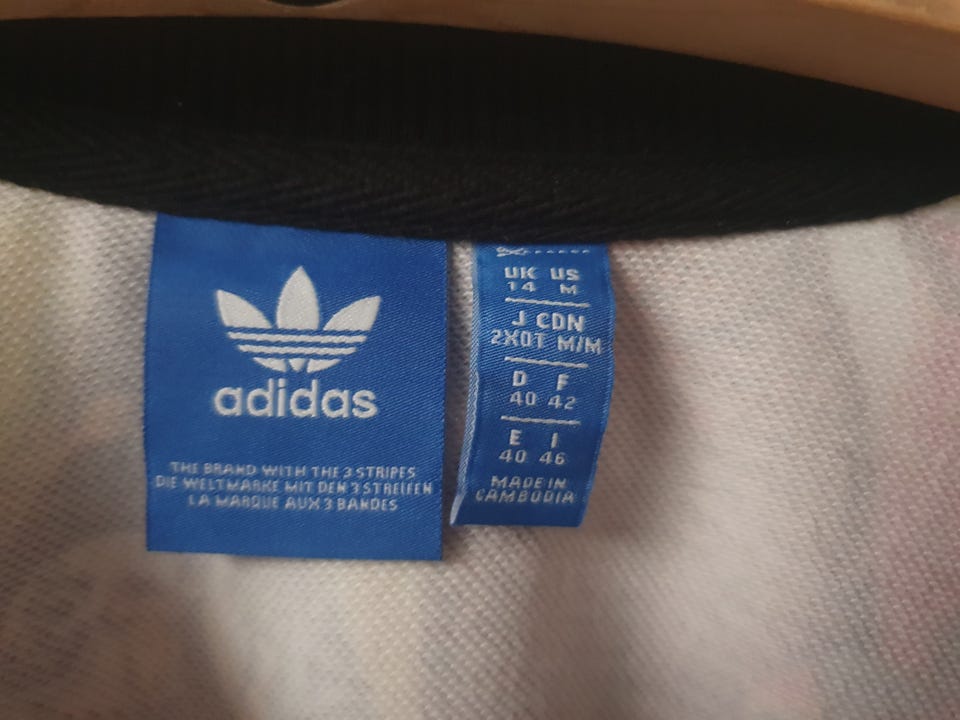 adidas
THE BRAND WITH THE 3 STRIPES
DIE WELTMARKE MIT DEN 3 STREIFEN
LA MARQUE AUX 3 BANDES
UK US
14 M
J CDN
2XOT M/M
D F
40 42
E I
40 46
MADE IN
CAMBODIA